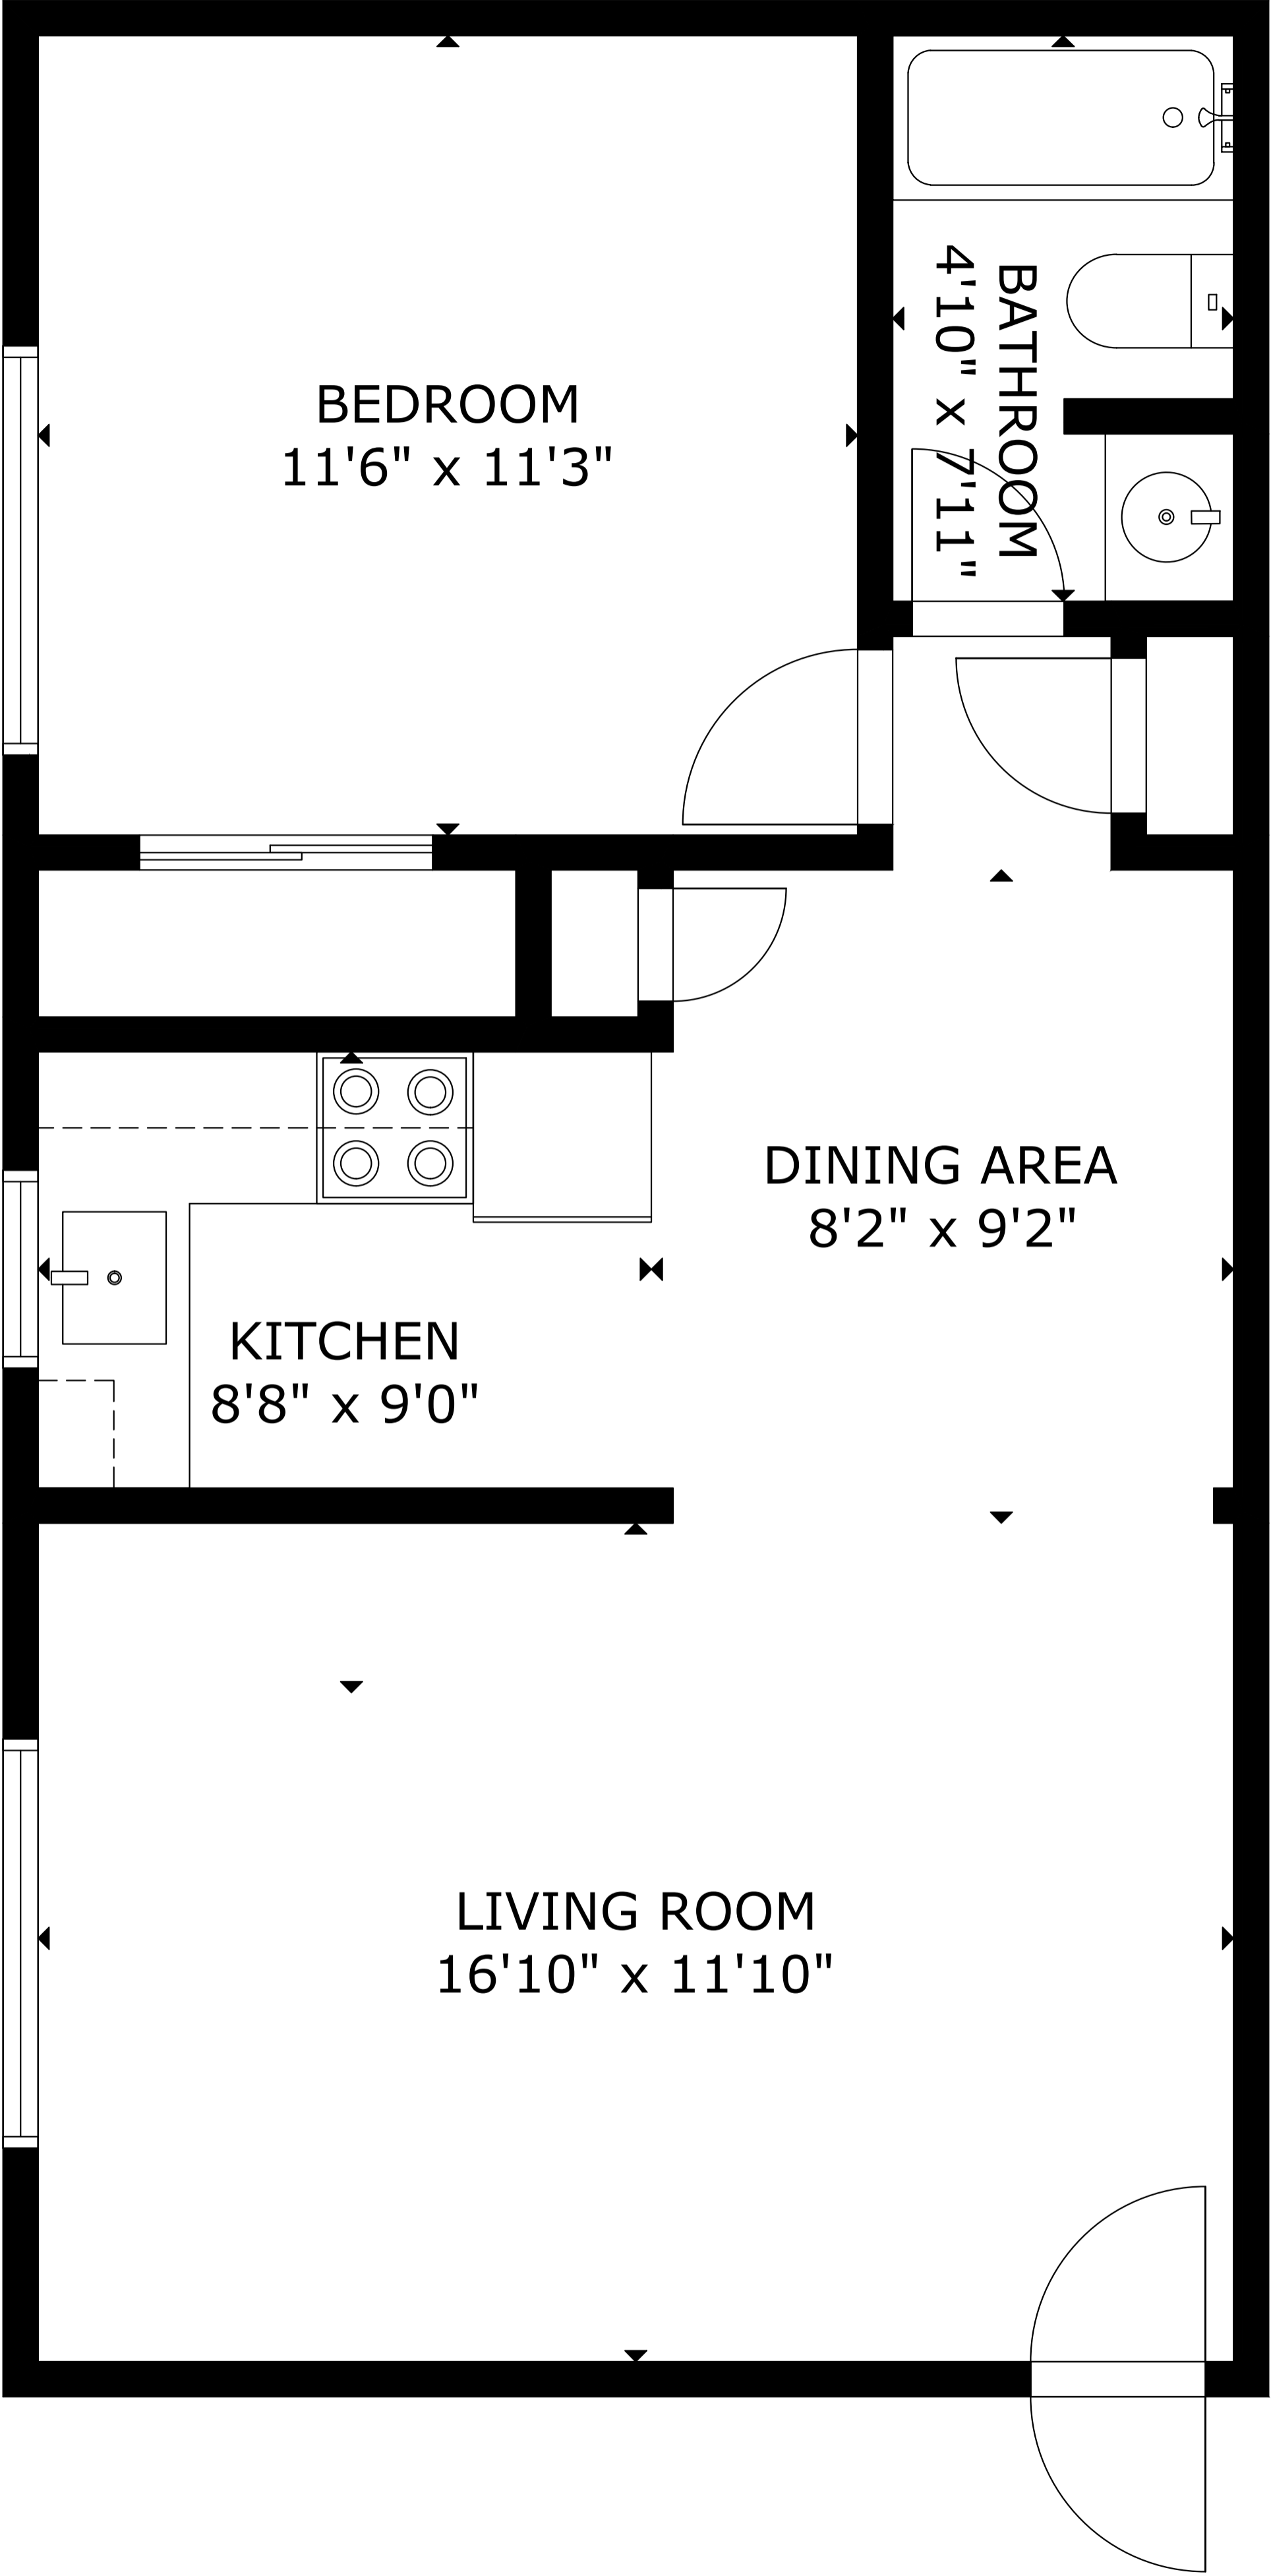 BEDROOM
11'6" x 11'3"
BATHROOM
4'10" x 7'11"
DINING AREA
8'2" x 9'2"
KITCHEN
8'8" x 9'0"
LIVING ROOM
16'10" x 11'10"